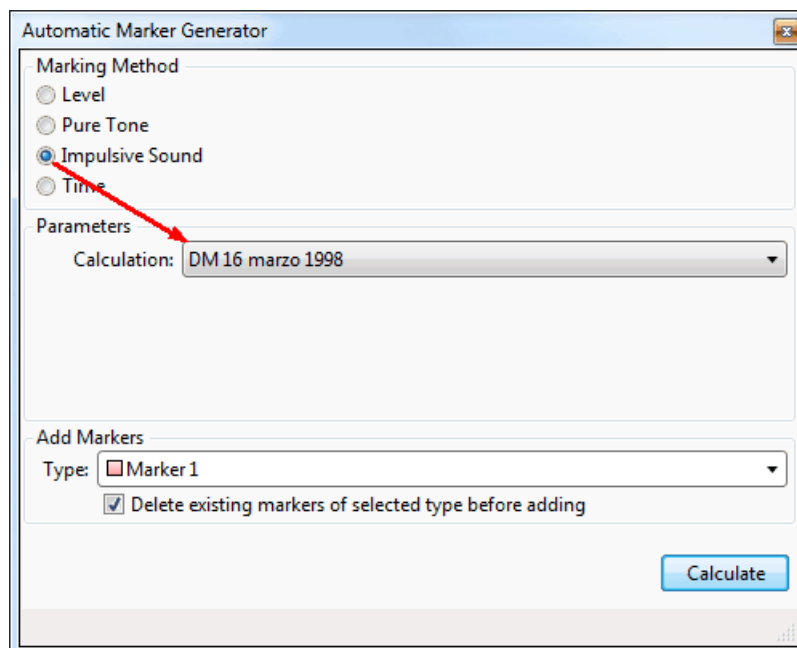 Automatic Marker Generator
Marking Method
Level
Pure Tone
Impulsive Sound
Time
Parameters
Calculation: DM 16 marzo 1998
Add Markers
Type: Marker 1
Delete existing markers of selected type before adding
Calculate